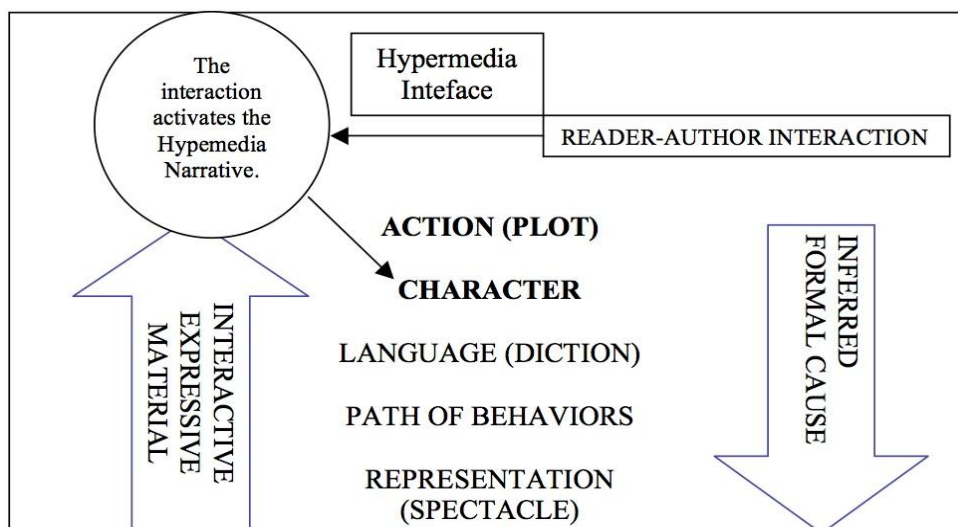 The
interaction
activates the
Hypemedia
Narrative.
Hypermedia
Inteface
READER-AUTHOR INTERACTION
ACTION (PLOT)
CHARACTER
LANGUAGE (DICTION)
PATH OF BEHAVIORS
REPRESENTATION
(SPECTACLE)
INTERACTIVE
EXPRESSIVE
MATERIAL
INFERRED
FORMAL CAUSE